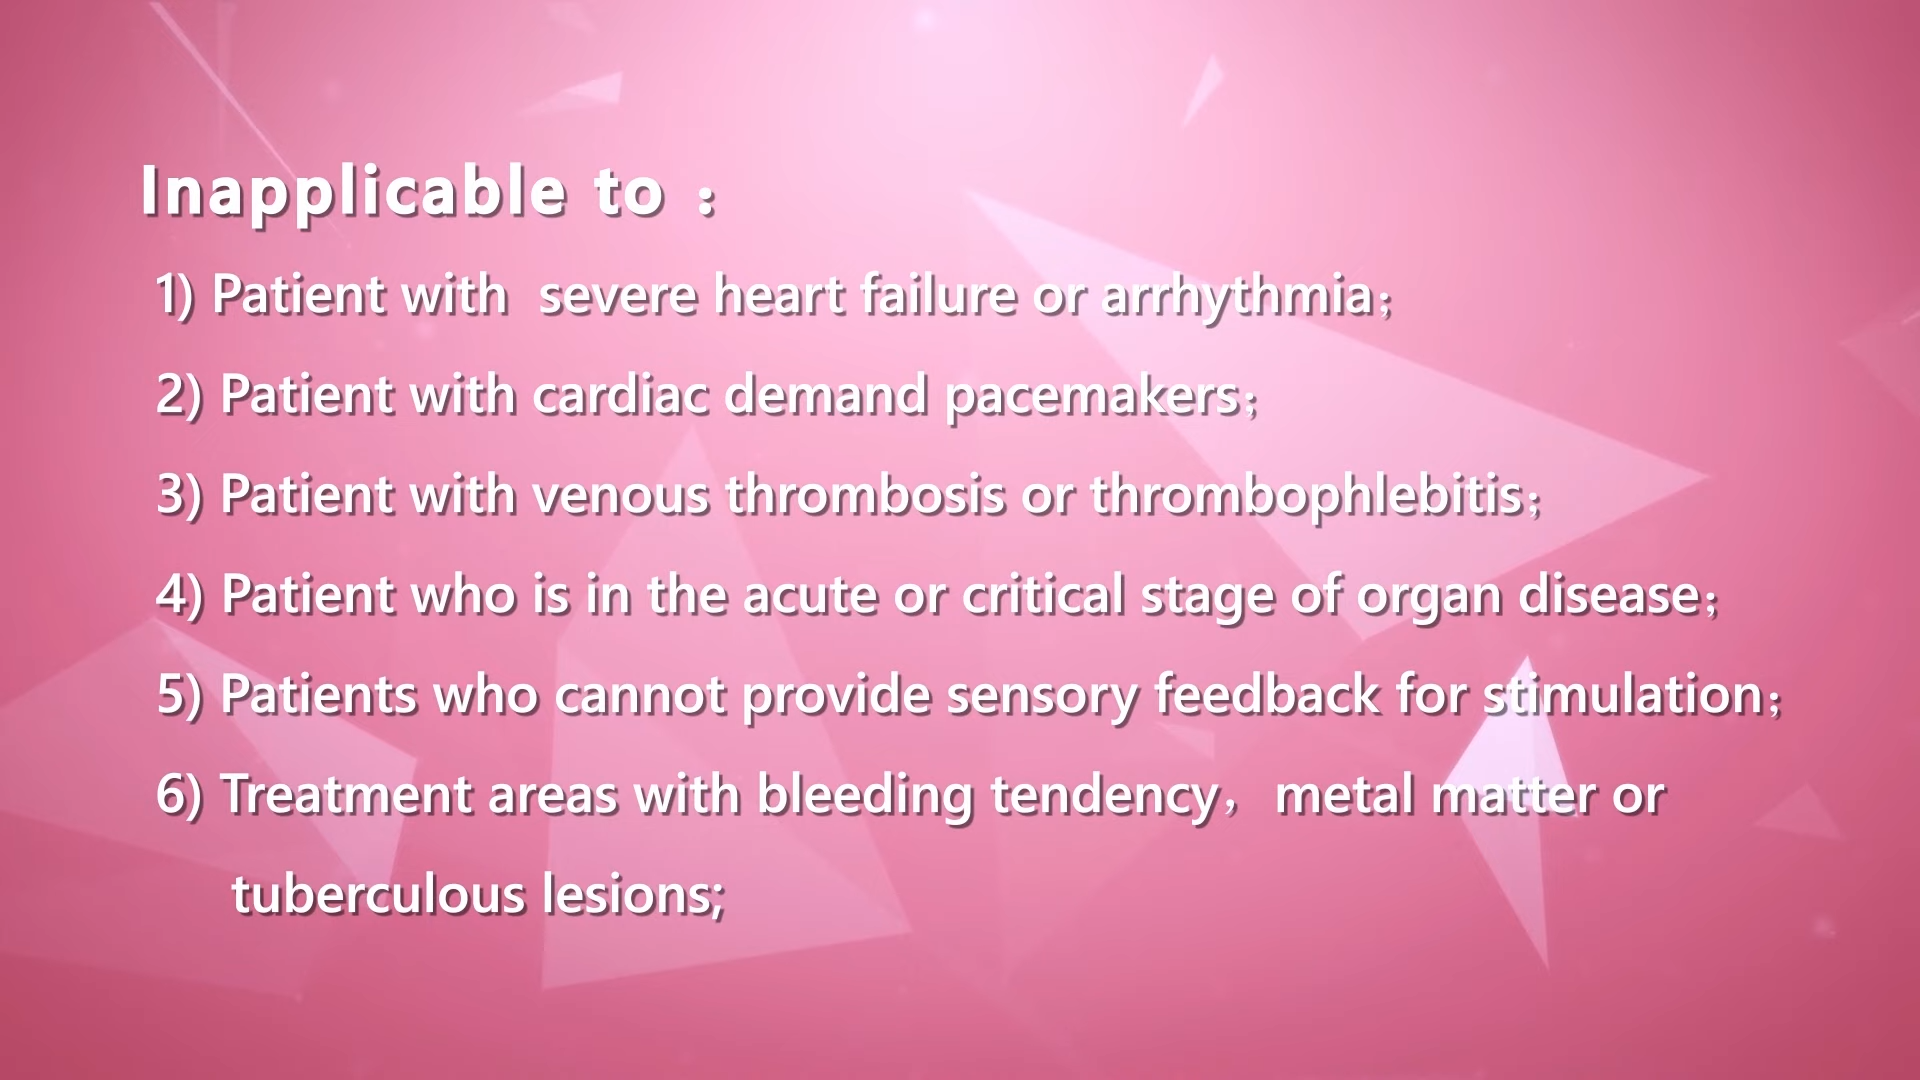 Inapplicable to ：
1) Patient with  severe heart failure or arrhythmia；
2) Patient with cardiac demand pacemakers；
3) Patient with venous thrombosis or thrombophlebitis；
4) Patient who is in the acute or critical stage of organ disease；
5) Patients who cannot provide sensory feedback for stimulation；
6) Treatment areas with bleeding tendency，metal matter or
tuberculous lesions;